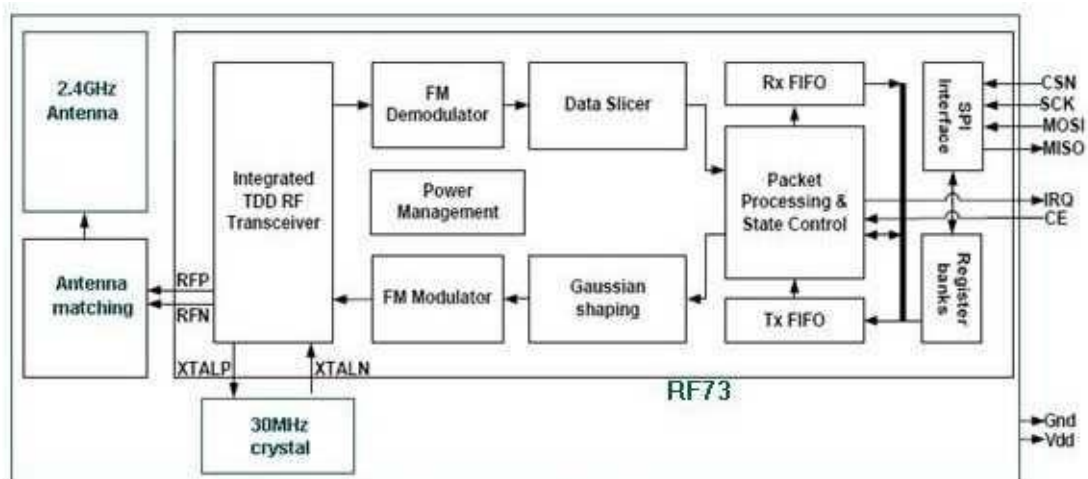 2.4GHz
Antenna
Antenna
matching
RFP
RFN
XTALP
XTALN
30MHz
crystal
Integrated
TDD RF
Transceiver
FM
Demodulator
Data Slicer
Power
Management
FM Modulator
Gaussian
shaping
Rx FIFO
Packet
Processing &
State Control
Tx FIFO
SPI
Interface
Register
banks
CSN
SCK
MOSI
MISO
IRQ
CE
RF73
Gnd
Vdd